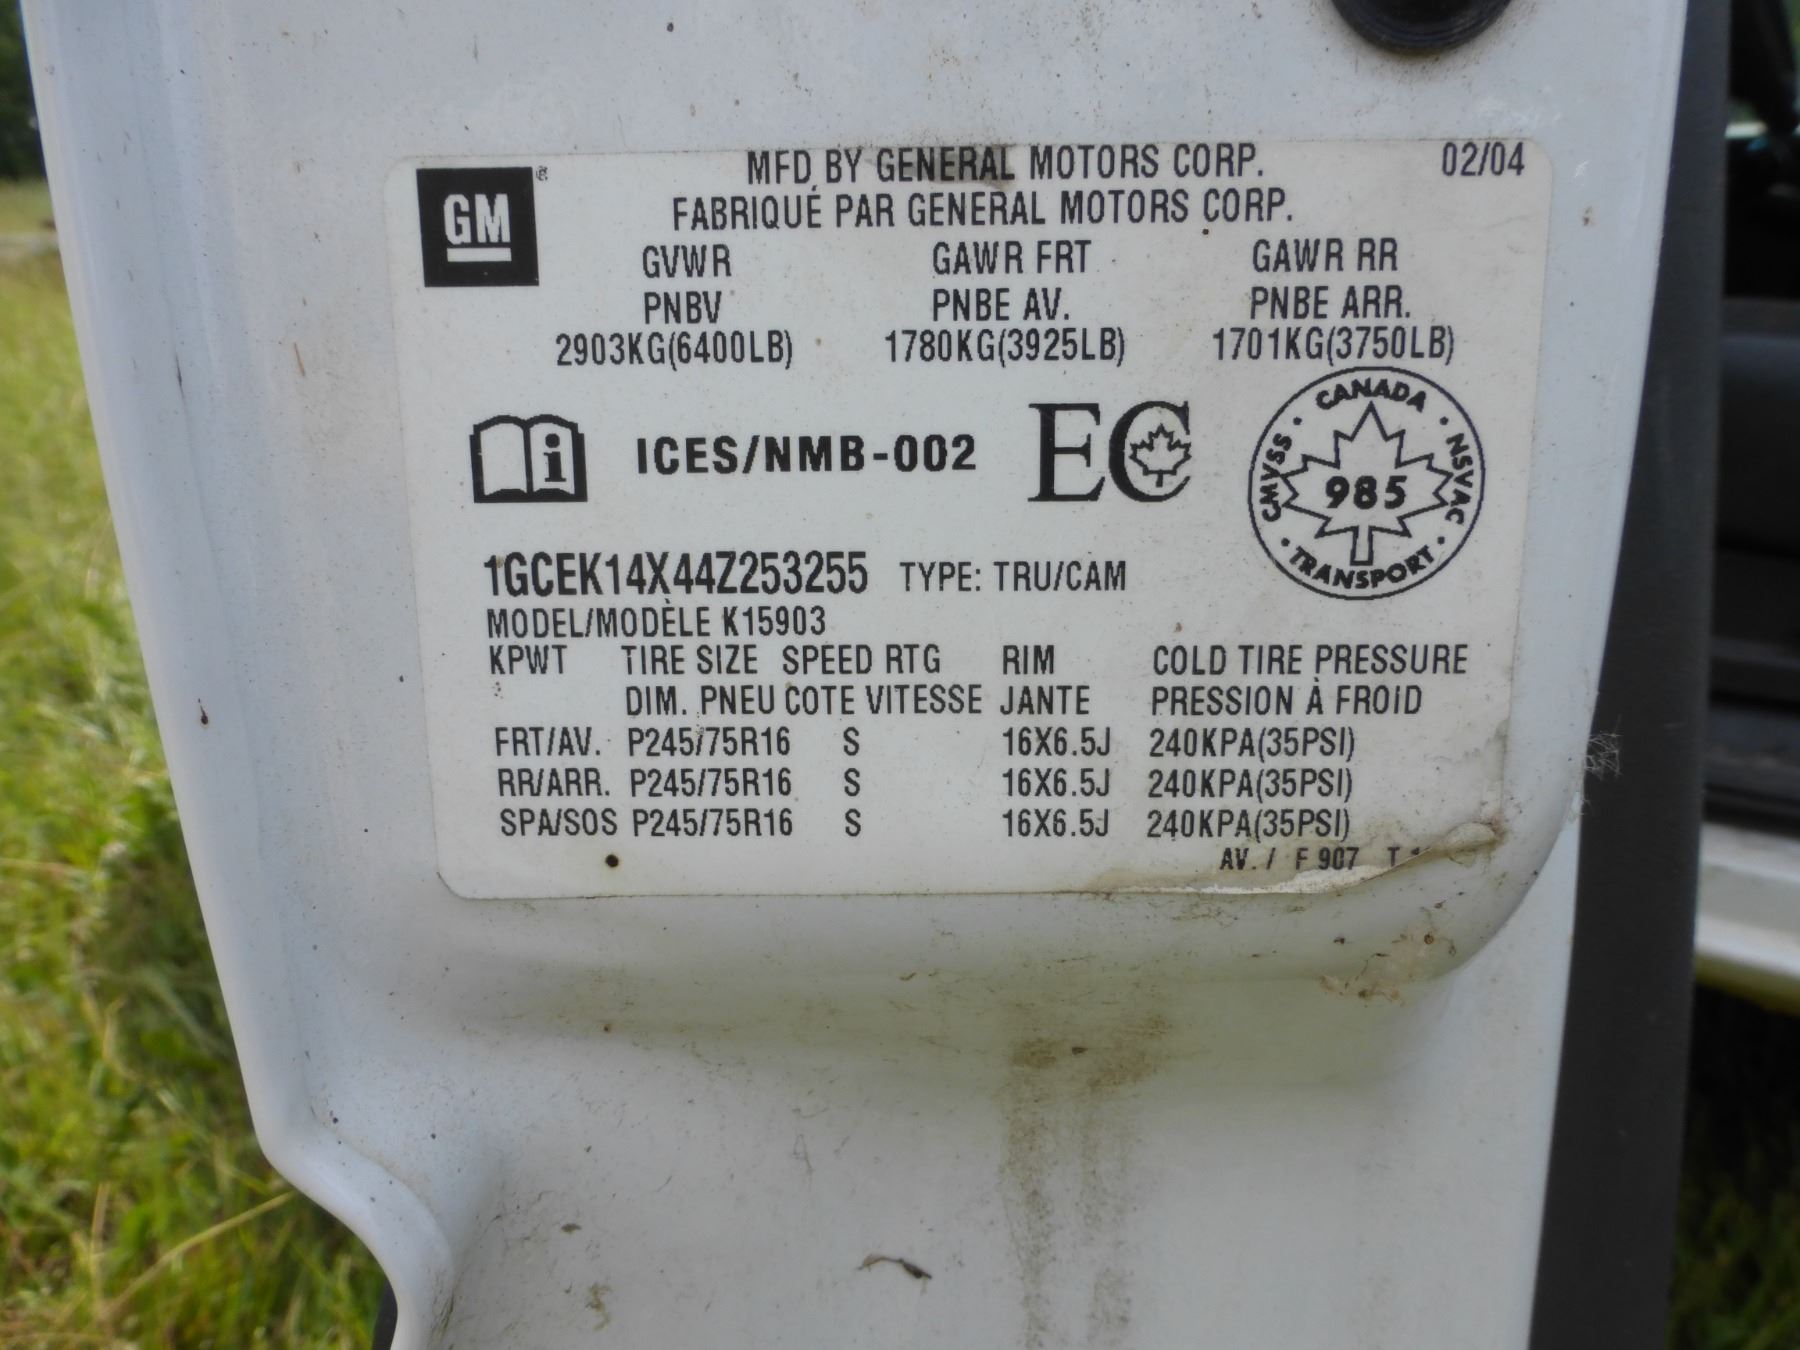 MFD BY GENERAL MOTORS CORP. 02/04
FABRIQUÉ PAR GENERAL MOTORS CORP.
GM
GVWR GAWR FRT GAWR RR
PNBV PNBE AV. PNBE ARR.
2903KG(6400LB) 1780KG(3925LB) 1701KG(3750LB)
i ICES/NMB-002 EC
CANADA
CMVSS NSVAC
985
TRANSPORT
1GCEK14X44Z253255 TYPE: TRU/CAM
MODEL/MODÈLE K15903
KPWT TIRE SIZE SPEED RTG RIM COLD TIRE PRESSURE
DIM. PNEU COTE VITESSE JANTE PRESSION À FROID
FRT/AV. P245/75R16 S 16X6.5J 240KPA(35PSI)
RR/ARR. P245/75R16 S 16X6.5J 240KPA(35PSI)
SPA/SOS P245/75R16 S 16X6.5J 240KPA(35PSI)
AV. / F 907 T